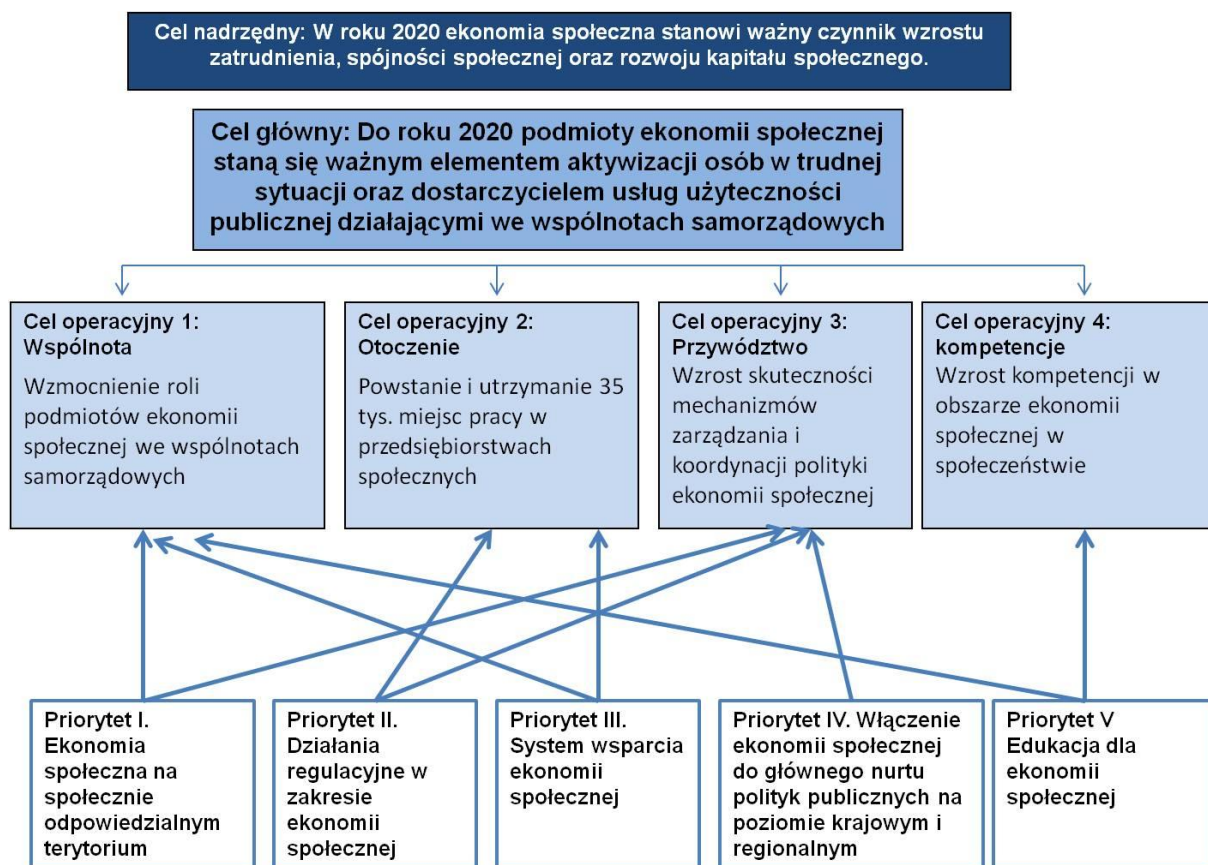 Cel nadrzędny: W roku 2020 ekonomia społeczna stanowi ważny czynnik wzrostu
zatrudnienia, spójności społecznej oraz rozwoju kapitału społecznego.
Cel główny: Do roku 2020 podmioty ekonomii społecznej
staną się ważnym elementem aktywizacji osób w trudnej
sytuacji oraz dostarczycielem usług użyteczności
publicznej działającymi we wspólnotach samorządowych
Cel operacyjny 1:
Wspólnota
Wzmocnienie roli
podmiotów ekonomii
społecznej we wspólnotach
samorządowych
Cel operacyjny 2:
Otoczenie
Powstanie i utrzymanie 35
tys. miejsc pracy w
przedsiębiorstwach
społecznych
Cel operacyjny 3:
Przywództwo
Wzrost skuteczności
mechanizmów
zarządzania i
koordynacji polityki
ekonomii społecznej
Cel operacyjny 4:
kompetencje
Wzrost kompetencji w
obszarze ekonomii
społecznej w
społeczeństwie
Priorytet I.
Ekonomia
społeczna na
społecznie
odpowiedzialnym
terytorium
Priorytet II.
Działania
regulacyjne w
zakresie
ekonomii
społecznej
Priorytet III.
System wsparcia
ekonomii
społecznej
Priorytet IV. Włączenie
ekonomii społecznej
do głównego nurtu
polityk publicznych na
poziomie krajowym i
regionalnym
Priorytet V
Edukacja dla
ekonomii
społecznej